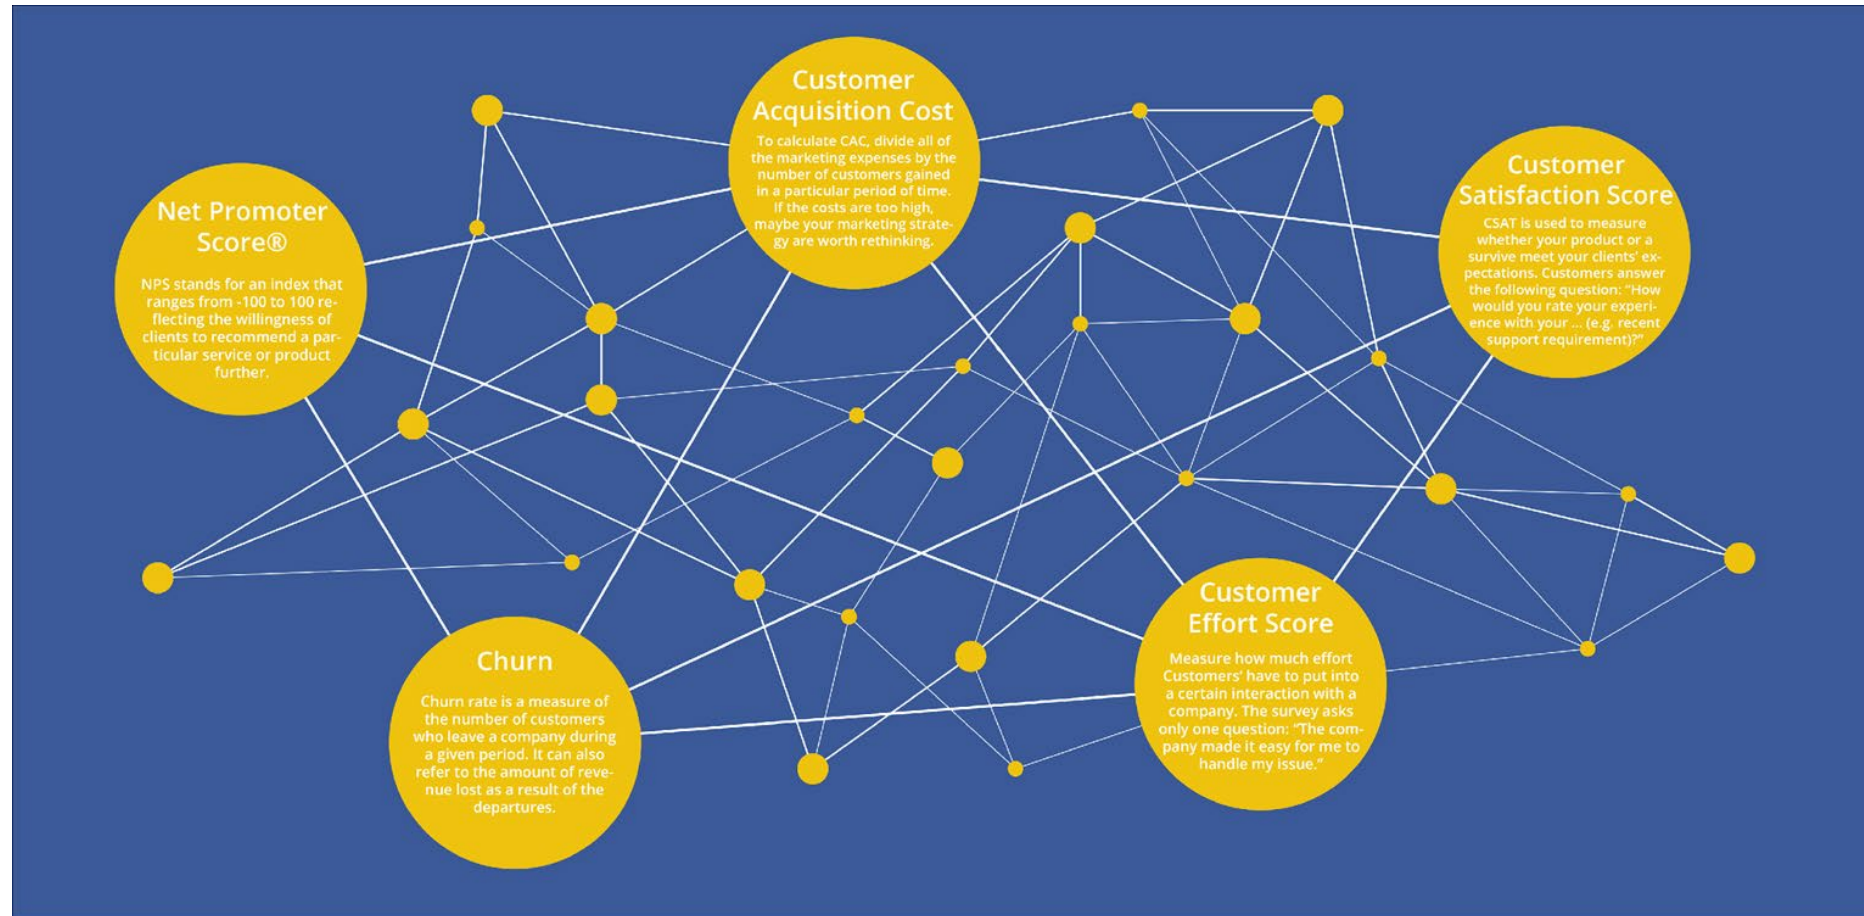 Customer
Acquisition Cost
To calculate CAC, divide all of
the marketing expenses by the
number of customers gained
in a particular period of time.
If the costs are too high,
maybe your marketing strate-
gy are worth rethinking.
Customer
Satisfaction Score
CSAT is used to measure
whether your product or a
survive meet your clients' ex-
pectations. Customers answer
the following question: "How
would you rate your experi-
ence with your ... (e.g. recent
support requirement)?"
Net Promoter
Score®
NPS stands for an index that
ranges from -100 to 100 re-
flecting the willingness of
clients to recommend a par-
ticular service or product
further.
Customer
Effort Score
Measure how much effort
Customers' have to put into
a certain interaction with a
company. The survey asks
only one question: "The com-
pany made it easy for me to
handle my issue."
Churn
Churn rate is a measure of
the number of customers
who leave a company during
a given period. It can also
refer to the amount of reve-
nue lost as a result of the
departures.